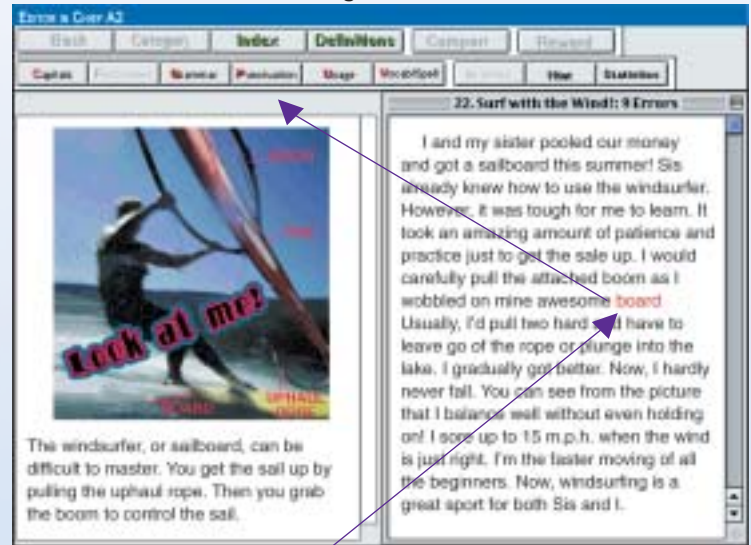 Editor in Chief A2
Back Category Index Definitions Compare Reward
Capitals Grammar Punctuation Usage Vocab/Spell Hint Statistics
22. Surf with the Wind!: 9 Errors
Look at me!
BOARD
UPHAUL
ROPE
The windsurfer, or sailboard, can be
difficult to master. You get the sail up by
pulling the uphaul rope. Then you grab
the boom to control the sail.
I and my sister pooled our money
and got a sailboard this summer! Sis
already knew how to use the windsurfer.
However, it was tough for me to learn. It
took an amazing amount of patience and
practice just to get the sale up. I would
carefully pull the attached boom as I
wobbled on mine awesome board
Usually, I'd pull two hard and have to
leave go of the rope or plunge into the
lake. I gradually got better. Now, I hardly
never fall. You can see from the picture
that I balance well without even holding
on! I sore up to 15 m.p.h. when the wind
is just right. I'm the faster moving of all
the beginners. Now, windsurfing is a
great sport for both Sis and I.